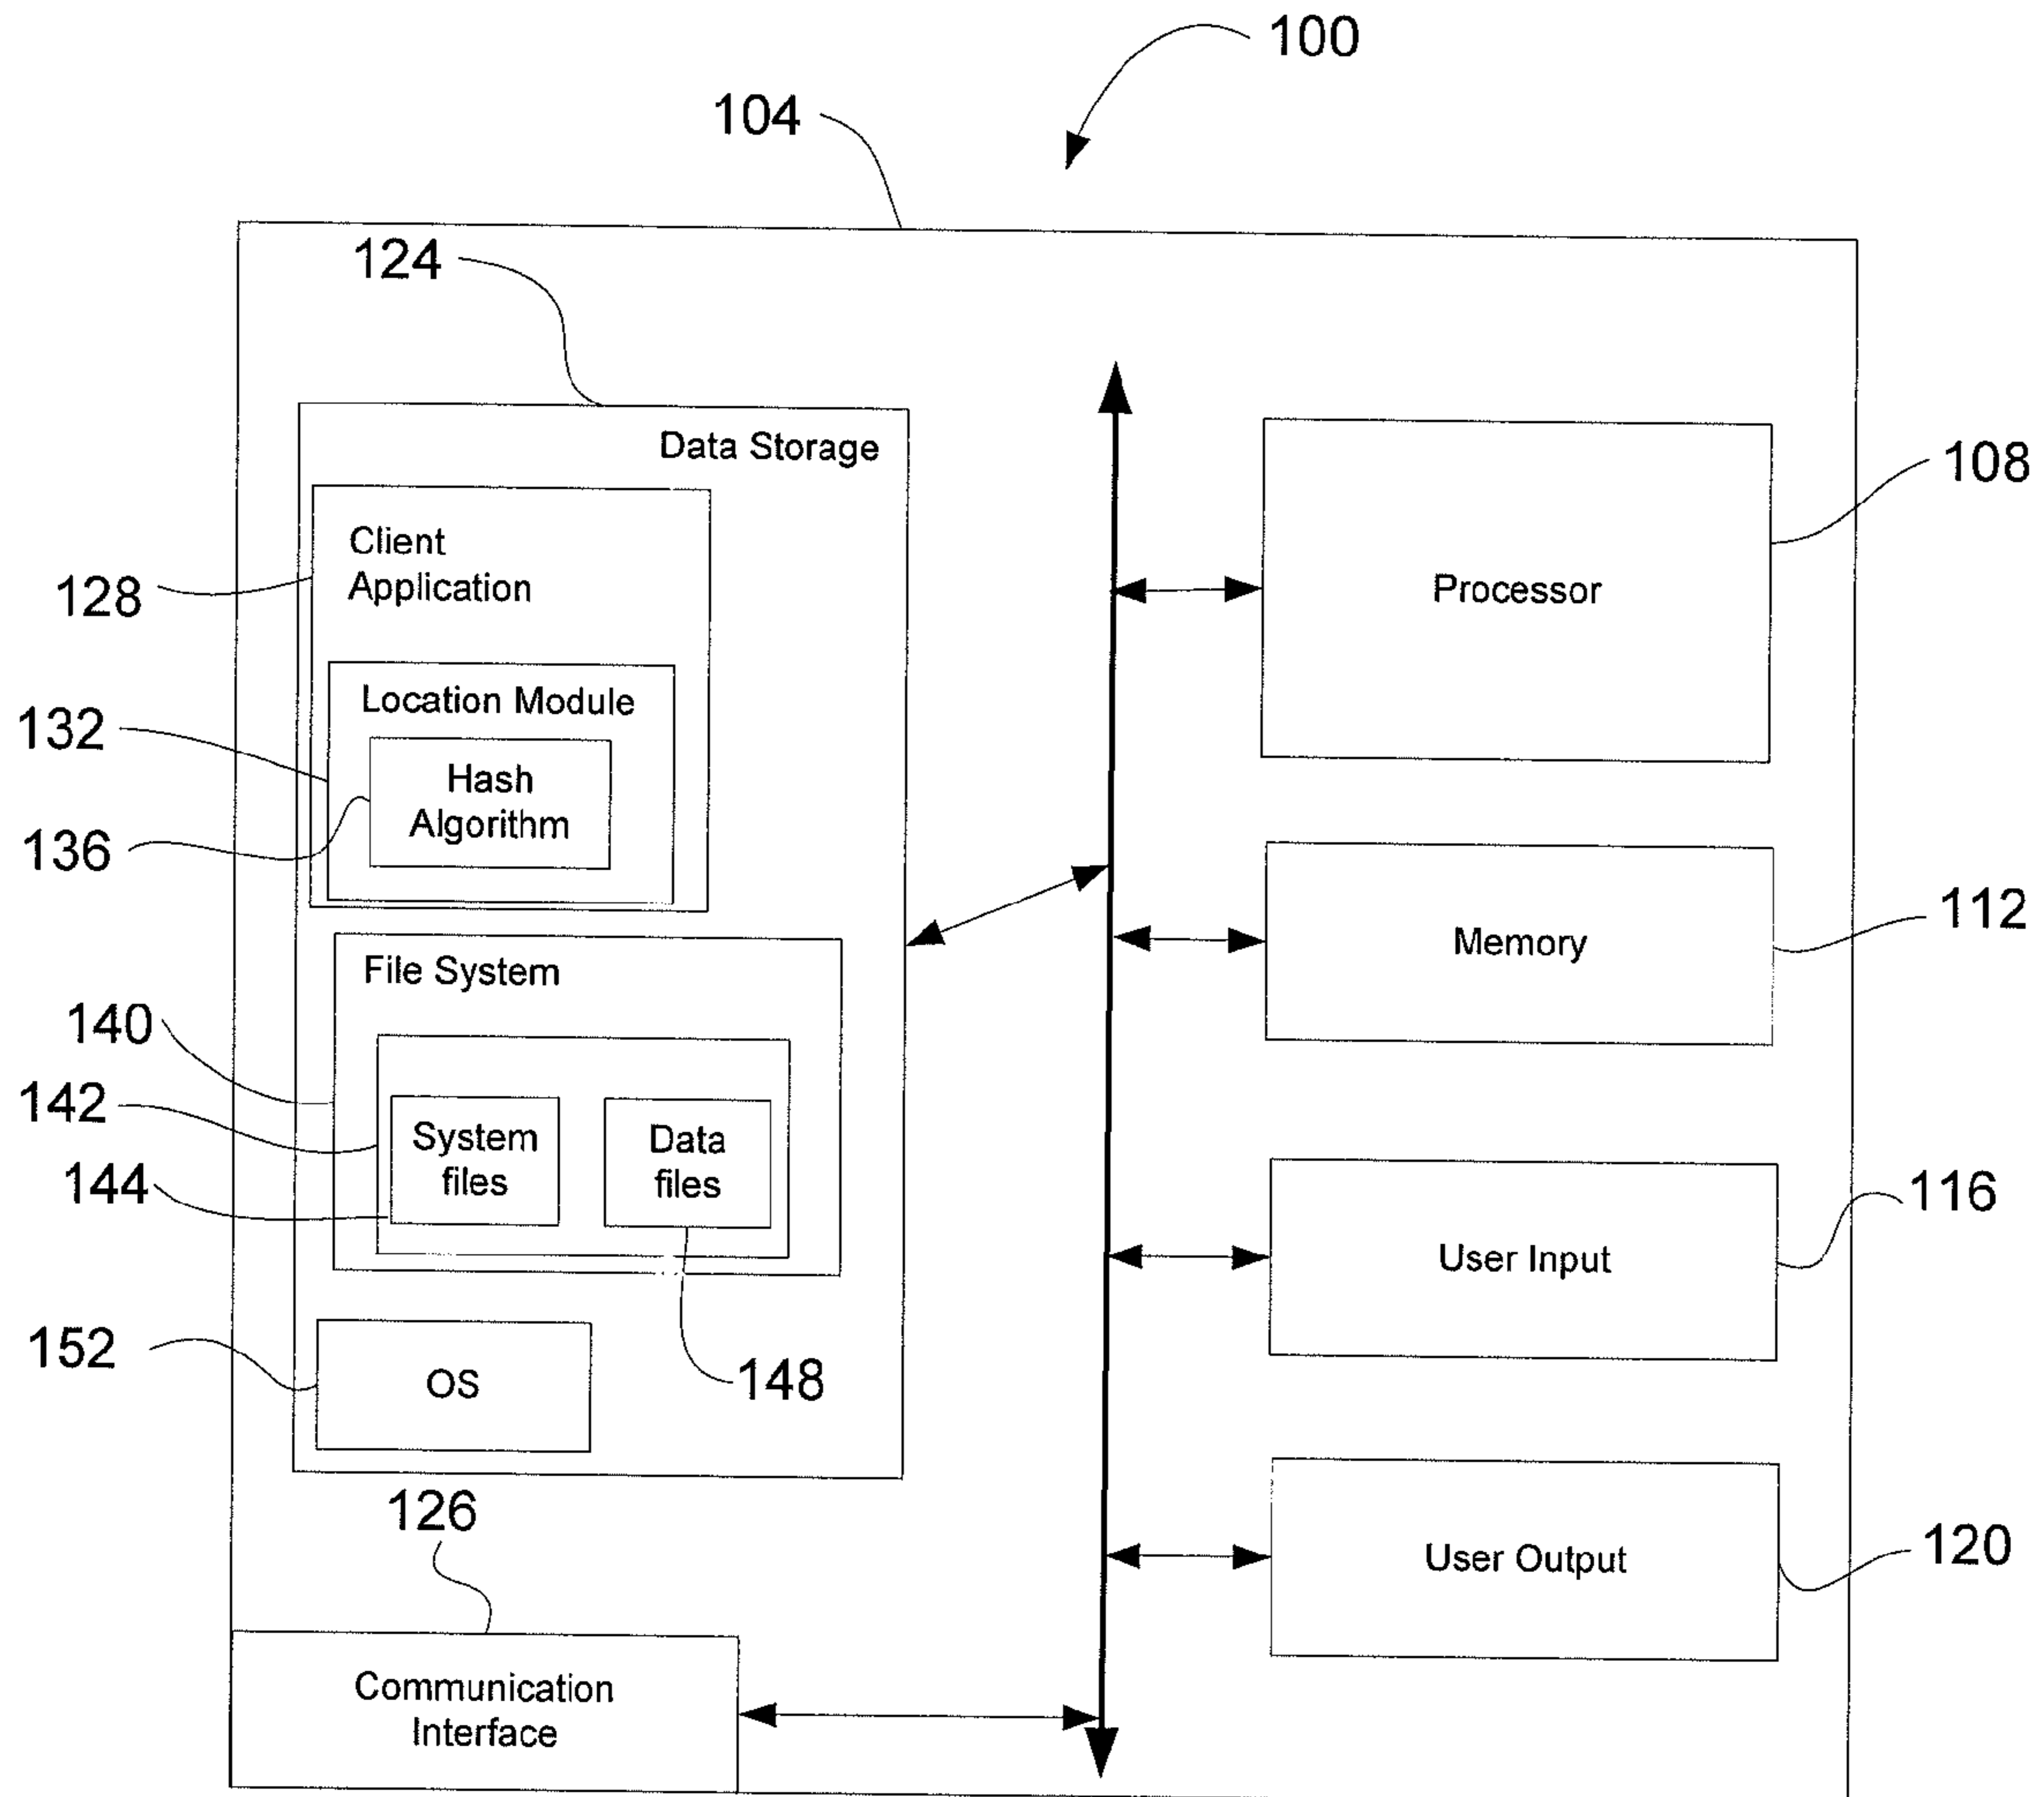 100
104
124
Data Storage
Client
Application
128
108
Processor
Location Module
132
Hash
Algorithm
136
112
Memory
File System
140
142
System
files
Data
files
144
116
User Input
152
OS
148
126
120
User Output
Communication
Interface